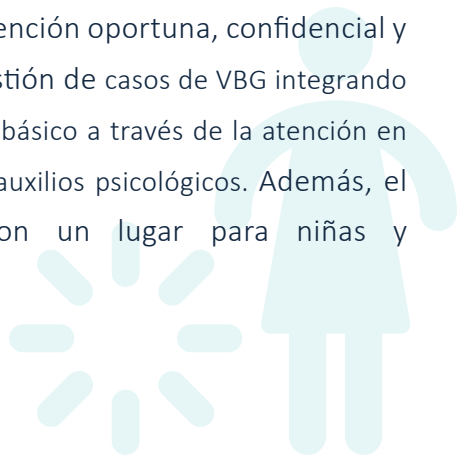 ención oportuna, confidencial y
stión de casos de VBG integrando
básico a través de la atención en
auxilios psicológicos. Además, el
on un lugar para niñas y